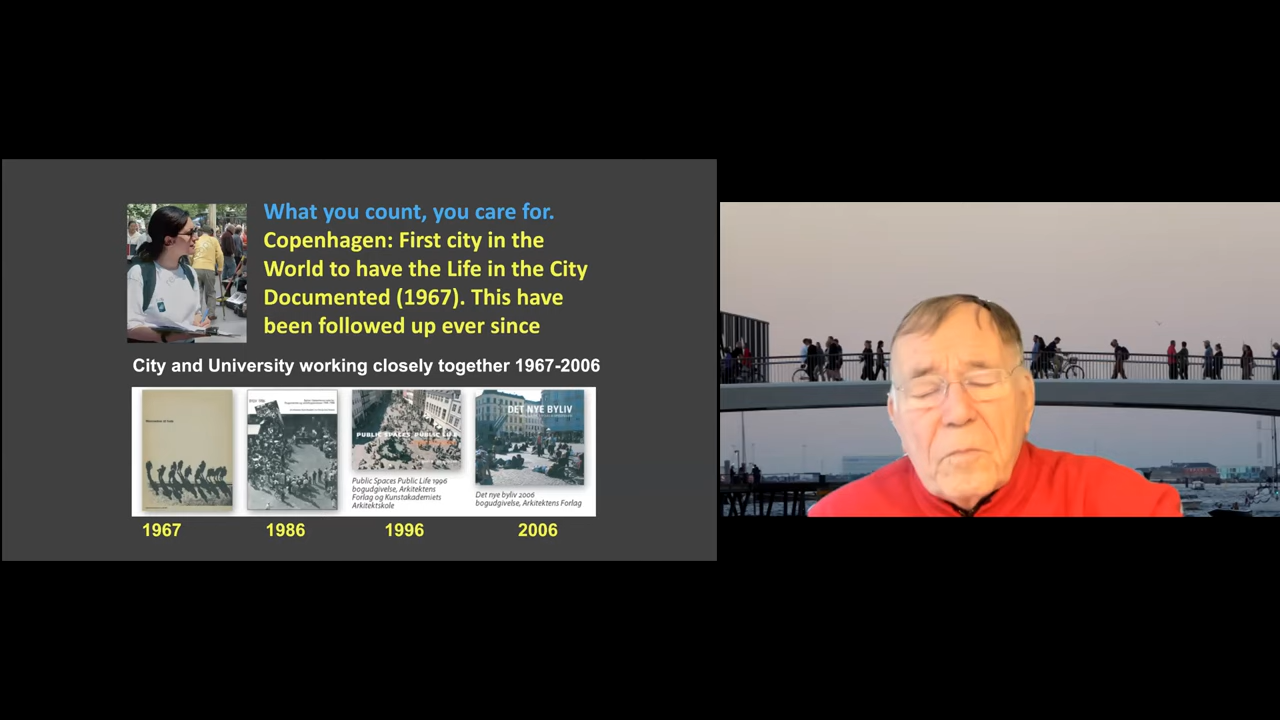 What you count, you care for.
Copenhagen: First city in the
World to have the Life in the City
Documented (1967). This have
been followed up ever since
City and University working closely together 1967-2006
DET NYE BYLIV
PUBLIC SPACES PUBLIC LIFE
Public Spaces Public Life 1996
bogudgivelse, Arkitektens
Forlag og Kunstakademiets
Arkitektskole
Det nye byliv 2006
bogudgivelse, Arkitektens Forlag
1967
1986
1996
2006